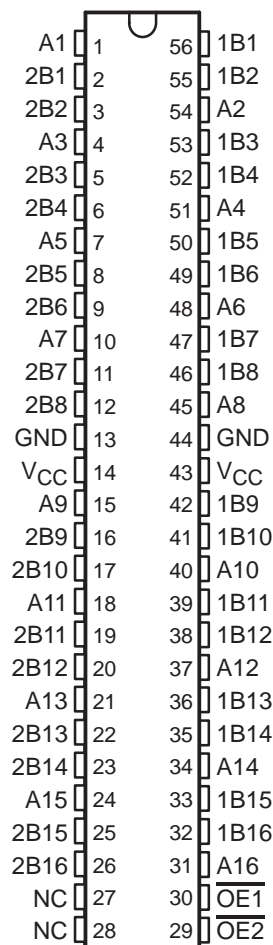 A1 1 56 1B1
2B1 2 55 1B2
2B2 3 54 A2
A3 4 53 1B3
2B3 5 52 1B4
2B4 6 51 A4
A5 7 50 1B5
2B5 8 49 1B6
2B6 9 48 A6
A7 10 47 1B7
2B7 11 46 1B8
2B8 12 45 A8
GND 13 44 GND
VCC 14 43 VCC
A9 15 42 1B9
2B9 16 41 1B10
2B10 17 40 A10
A11 18 39 1B11
2B11 19 38 1B12
2B12 20 37 A12
A13 21 36 1B13
2B13 22 35 1B14
2B14 23 34 A14
A15 24 33 1B15
2B15 25 32 1B16
2B16 26 31 A16
NC 27 30 O̅E̅1̅
NC 28 29 O̅E̅2̅